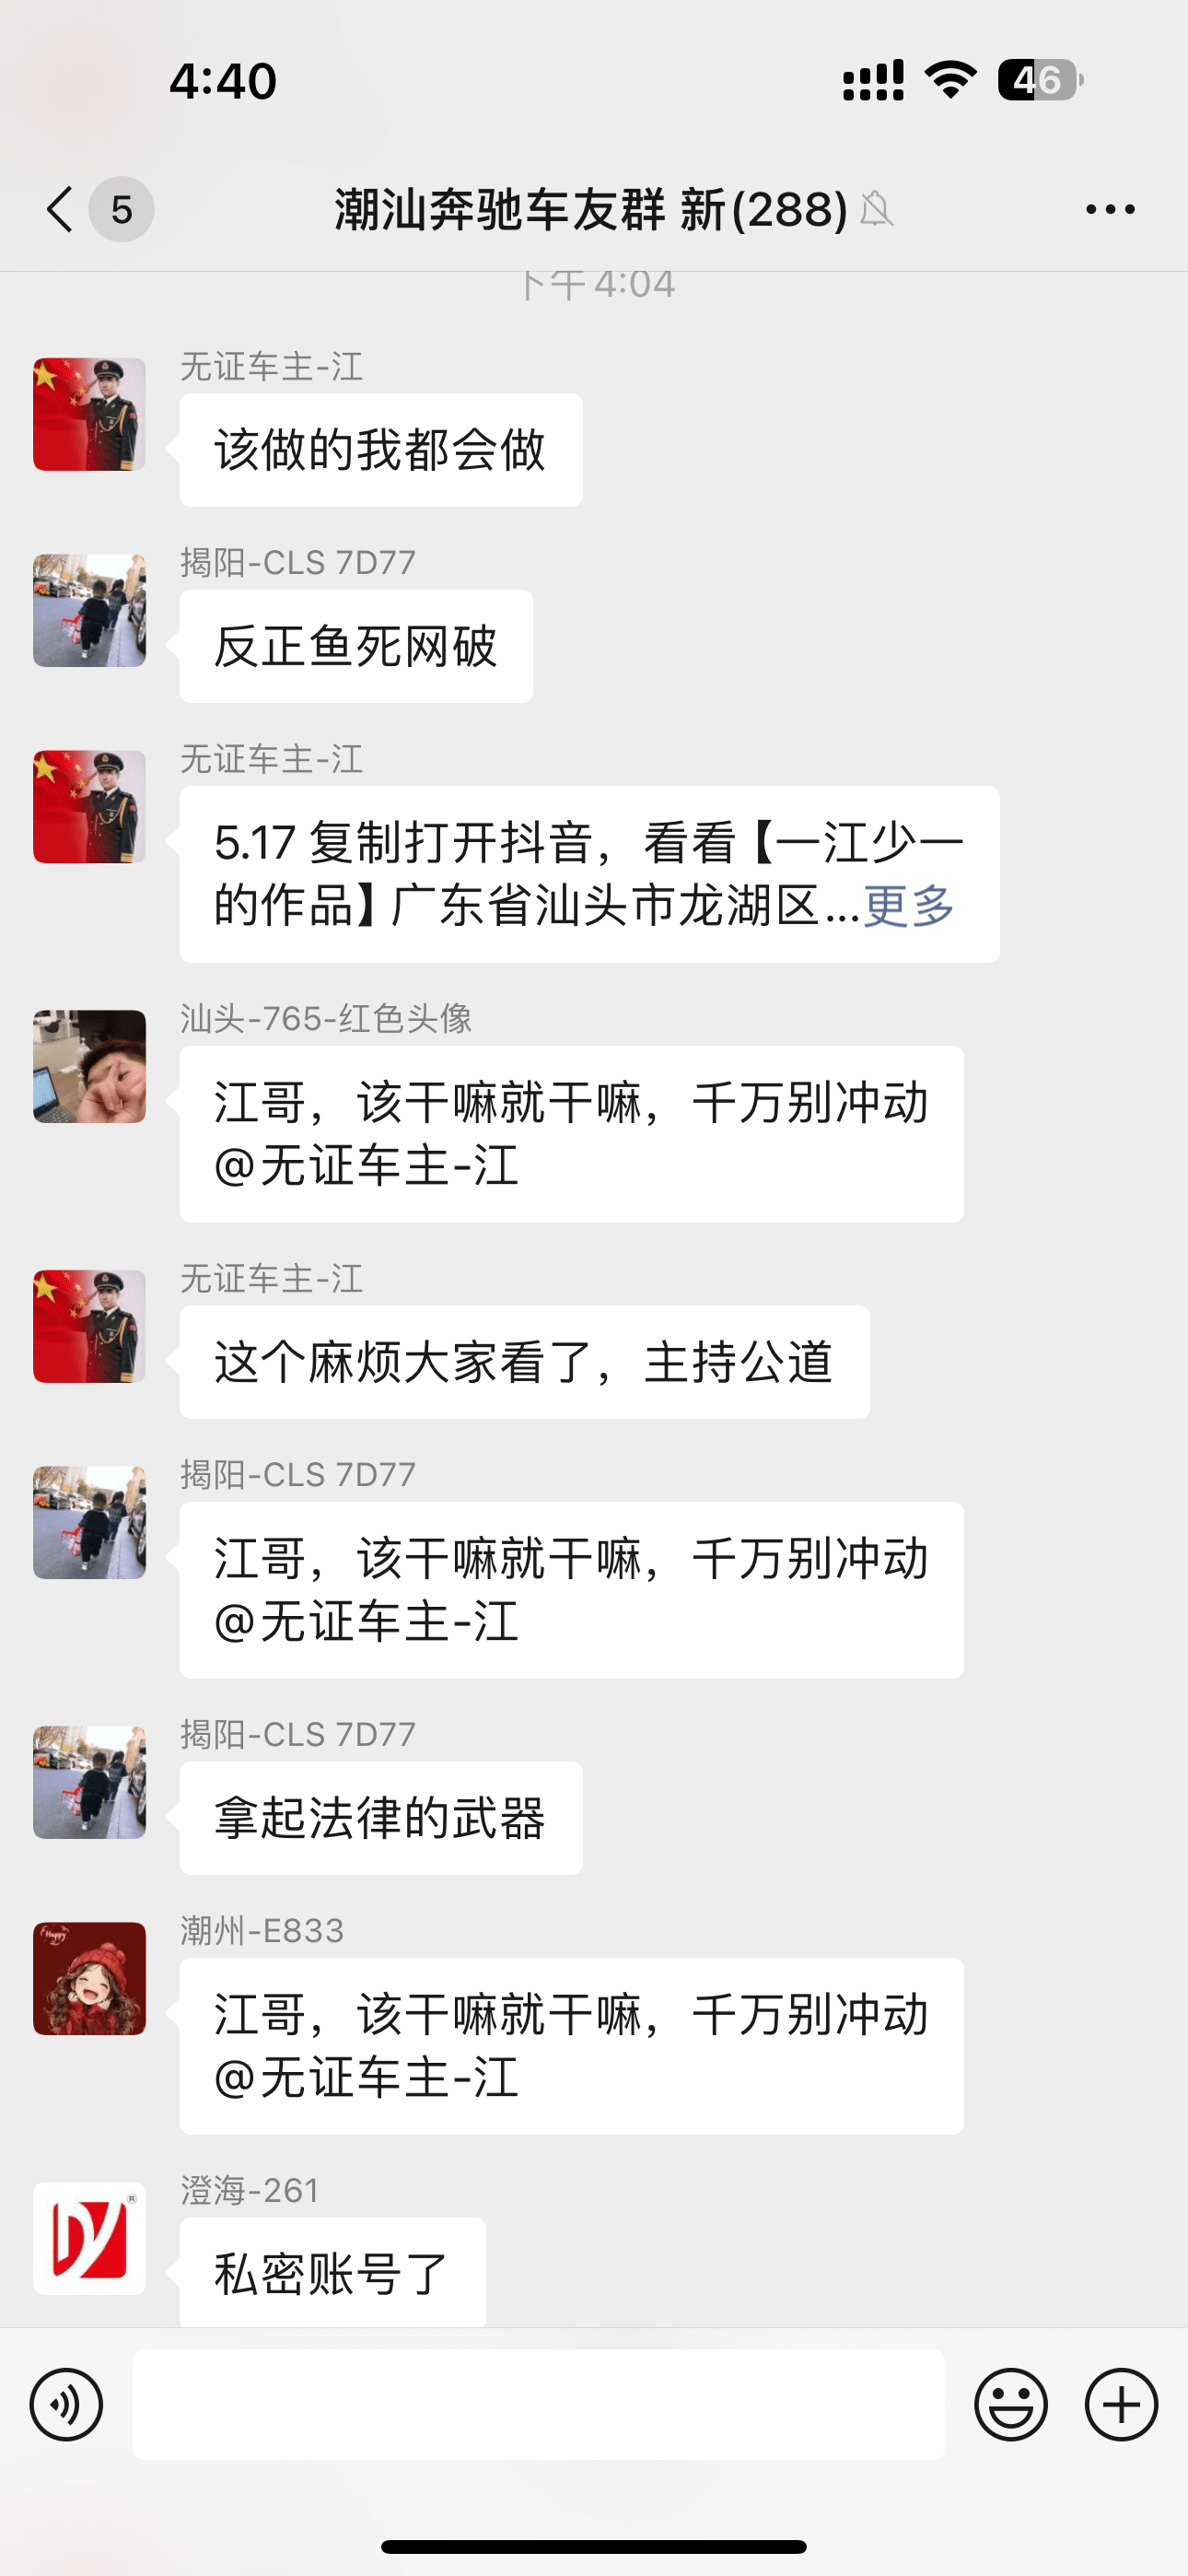 4:40
46
5
潮汕奔驰车友群 新(288)
下午 4:04
无证车主-江
该做的我都会做
揭阳-CLS 7D77
反正鱼死网破
无证车主-江
5.17 复制打开抖音，看看【一江少一
的作品】广东省汕头市龙湖区...更多
汕头-765-红色头像
江哥，该干嘛就干嘛，千万别冲动
@无证车主-江
无证车主-江
这个麻烦大家看了，主持公道
揭阳-CLS 7D77
江哥，该干嘛就干嘛，千万别冲动
@无证车主-江
揭阳-CLS 7D77
拿起法律的武器
潮州-E833
Happy
江哥，该干嘛就干嘛，千万别冲动
@无证车主-江
澄海-261
DY
®
私密账号了